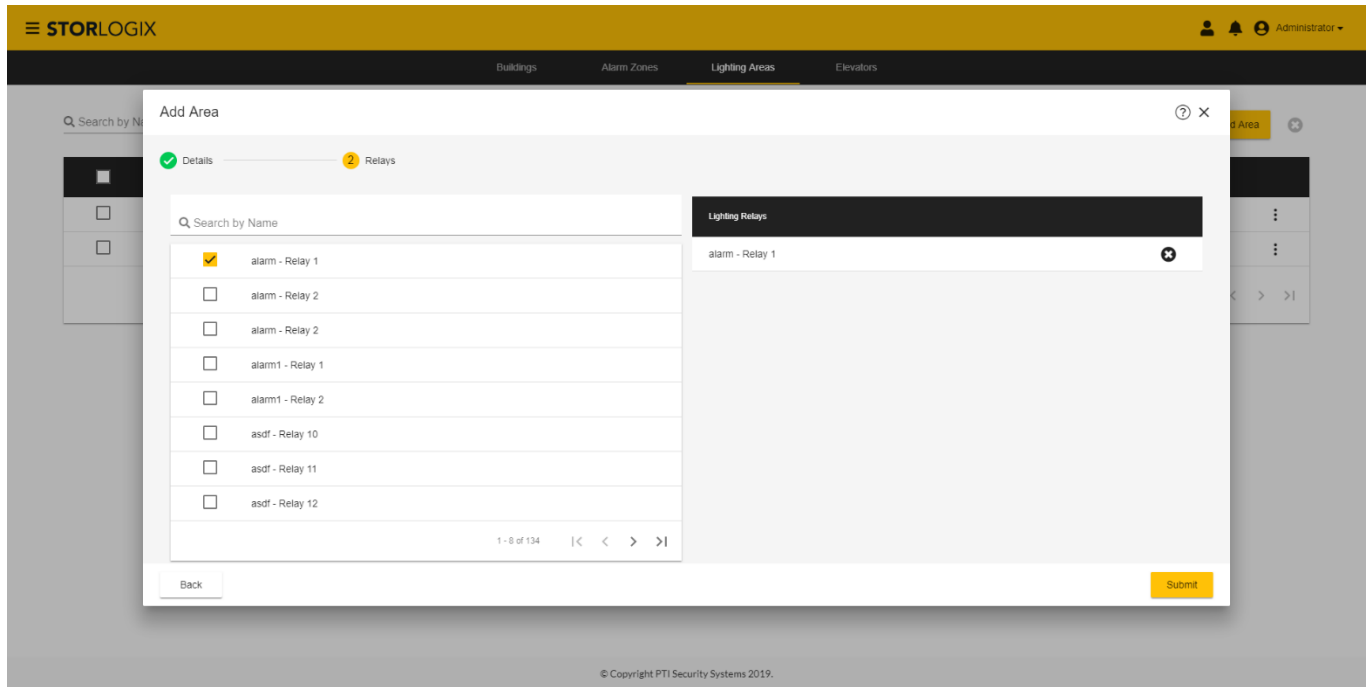 STORLOGIX
Administrator
Buildings Alarm Zones Lighting Areas Elevators
Search by Na
d Area
Add Area
Details 2 Relays
Search by Name
Lighting Relays
alarm - Relay 1
alarm - Relay 1
alarm - Relay 2
alarm - Relay 2
alarm1 - Relay 1
alarm1 - Relay 2
asdf - Relay 10
asdf - Relay 11
asdf - Relay 12
1 - 8 of 134
Back
Submit
© Copyright PTI Security Systems 2019.